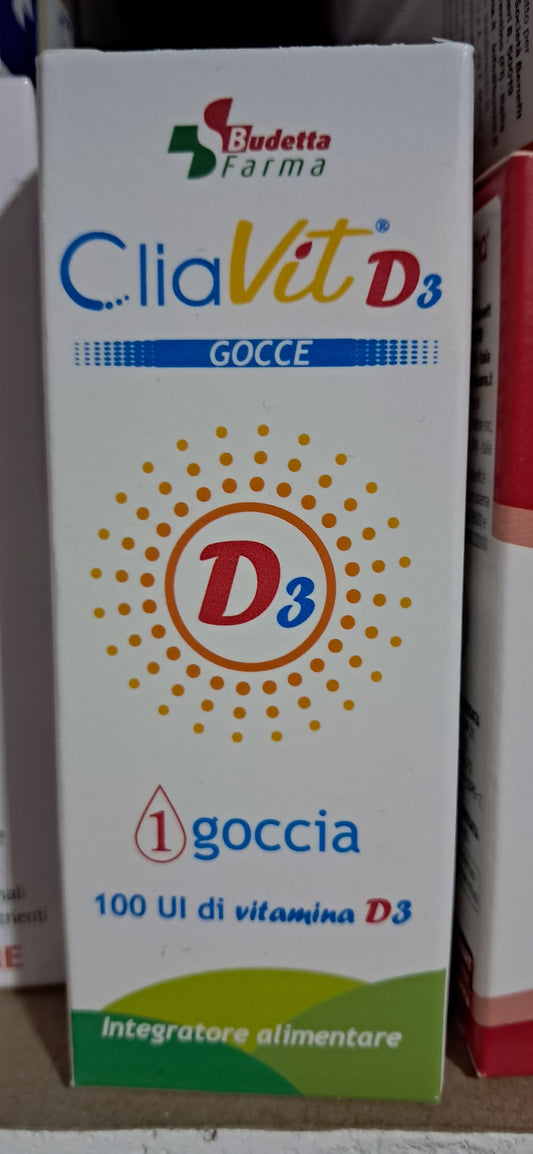 Budetta
Farma
CliaVit® D3
GOCCE
D3
1 goccia
100 UI di vitamina D3
Integratore alimentare